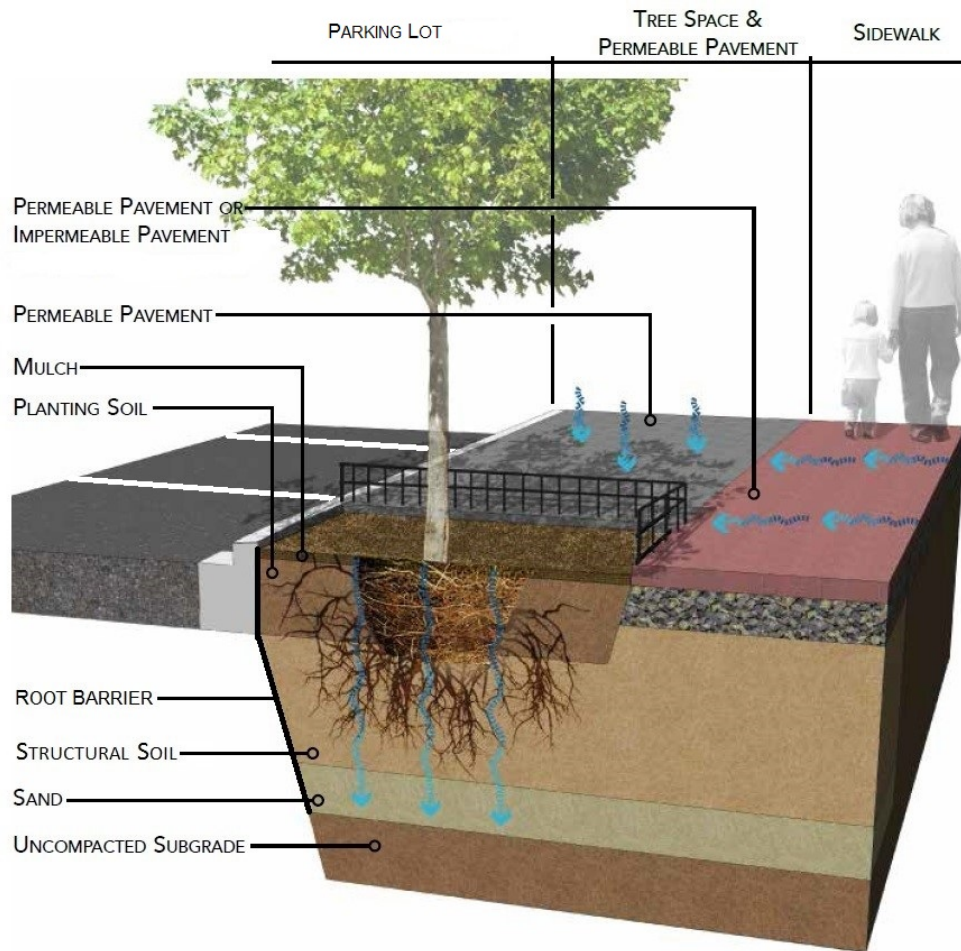 PARKING LOT
TREE SPACE &
PERMEABLE PAVEMENT
SIDEWALK
PERMEABLE PAVEMENT OR
IMPERMEABLE PAVEMENT
PERMEABLE PAVEMENT
MULCH
PLANTING SOIL
ROOT BARRIER
STRUCTURAL SOIL
SAND
UNCOMPACTED SUBGRADE